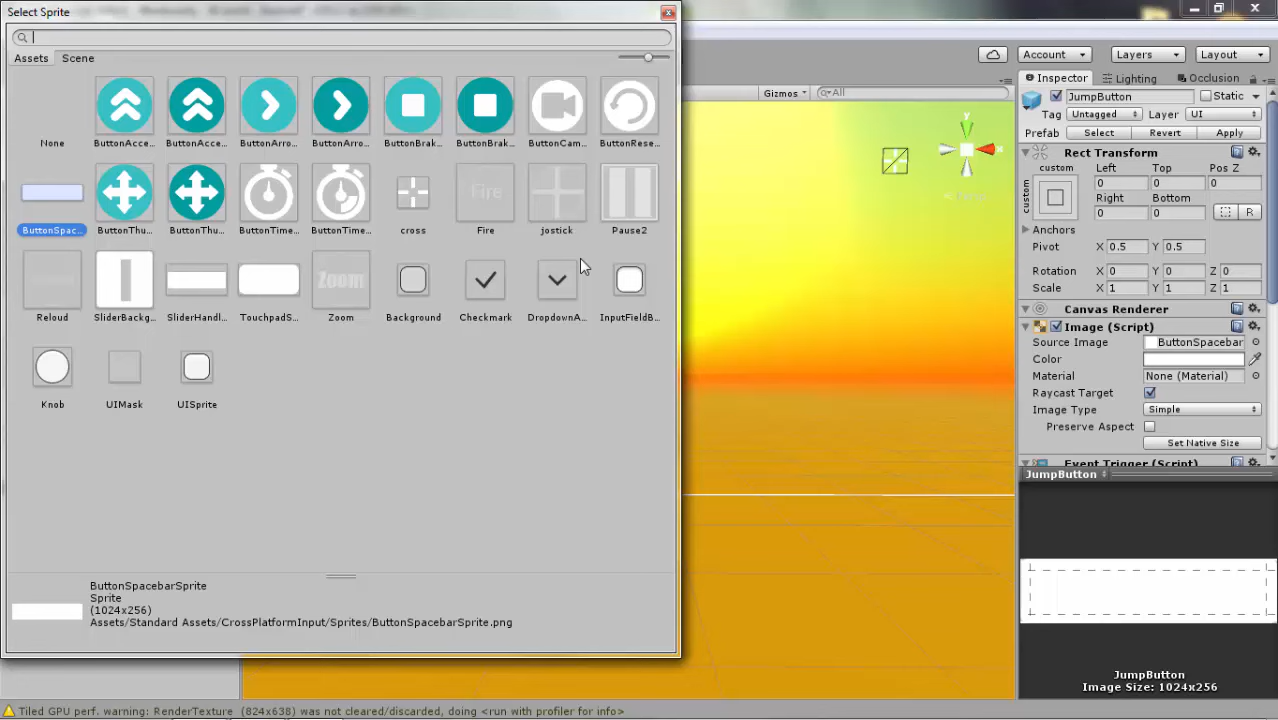 Select Sprite
Assets Scene
None ButtonAcce... ButtonAcce... ButtonArro... ButtonArro... ButtonBrak... ButtonBrak... ButtonCam... ButtonRese...
Fire
ButtonSpac... ButtonThu... ButtonThu... ButtonTime... ButtonTime... cross Fire jostick Pause2
Zoom
Reloud SliderBackg... SliderHandl... TouchpadS... Zoom Background Checkmark DropdownA... InputFieldB...
Knob UIMask UISprite
ButtonSpacebarSprite
Sprite
(1024x256)
Assets/Standard Assets/CrossPlatformInput/Sprites/ButtonSpacebarSprite.png
Gizmos All
y
x
< Persp
Account Layers Layout
Inspector Lighting Occlusion
JumpButton Static
Tag Untagged Layer UI
Prefab Select Revert Apply
Rect Transform
custom Left Top Pos Z
custom 0 0 0
Right Bottom
0 0 R
Anchors
Pivot X 0.5 Y 0.5
Rotation X 0 Y 0 Z 0
Scale X 1 Y 1 Z 1
Canvas Renderer
Image (Script)
Source Image ButtonSpacebar
Color
Material None (Material)
Raycast Target
Image Type Simple
Preserve Aspect
Set Native Size
Event Trigger (Script)
JumpButton
JumpButton
Image Size: 1024x256
Tiled GPU perf. warning: RenderTexture (824x638) was not cleared/discarded, doing <run with profiler for info>